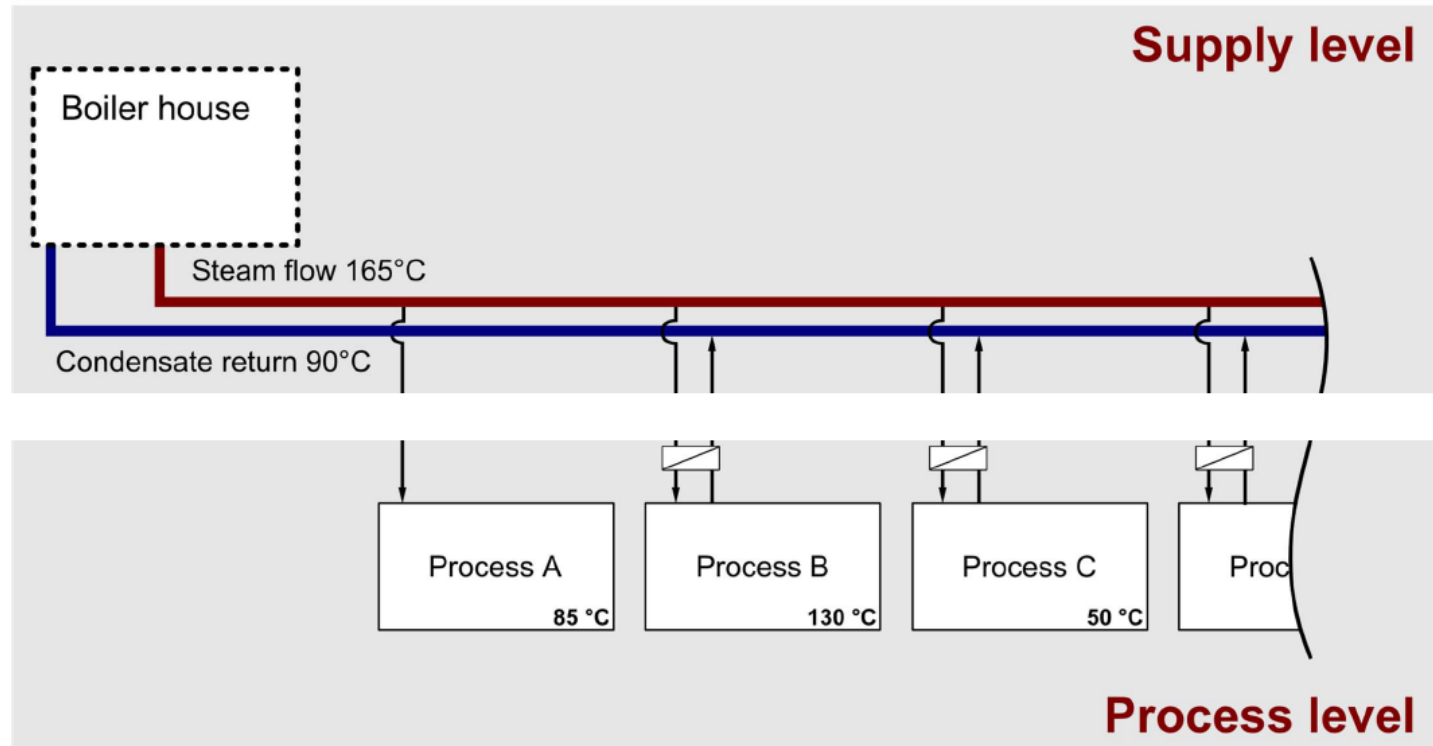 Supply level
Boiler house
Steam flow 165°C
Condensate return 90°C
Process A
85 °C
Process B
130 °C
Process C
50 °C
Proc
Process level